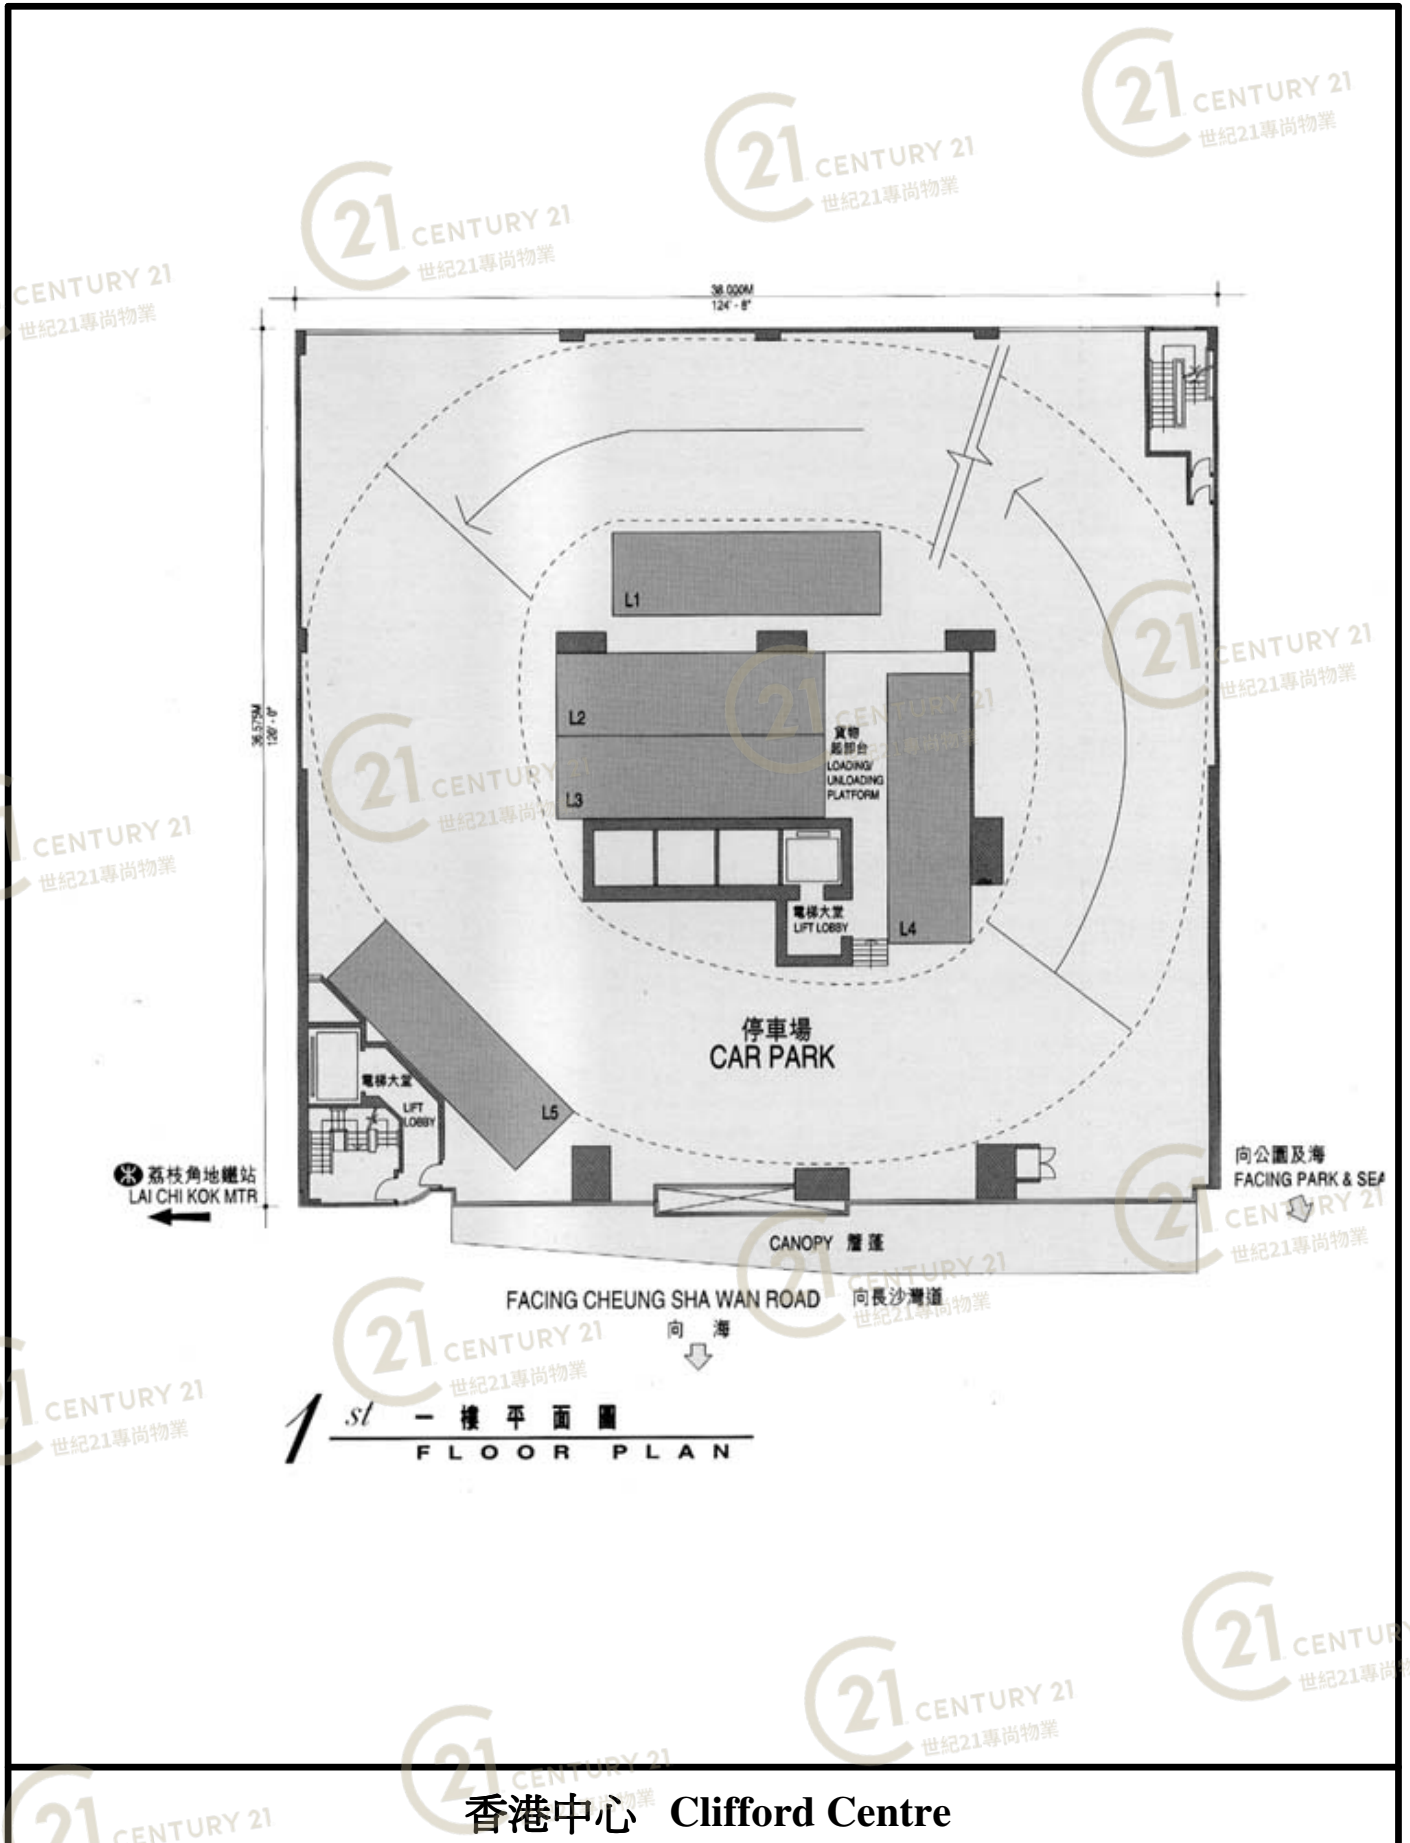 38.000M
124' - 8"
36.575M
120' - 0"
L1
L2
L3
貨物
起卸台
LOADING/
UNLOADING
PLATFORM
電梯大堂
LIFT LOBBY
L4
停車場
CAR PARK
L5
電梯大堂
LIFT
LOBBY
荔枝角地鐵站
LAI CHI KOK MTR
向公園及海
FACING PARK & SEA
CANOPY 簷蓬
FACING CHEUNG SHA WAN ROAD 向長沙灣道
向 海
1st 一樓平面圖
FLOOR PLAN
香港中心 Clifford Centre
21 CENTURY 21
世紀21專尚物業